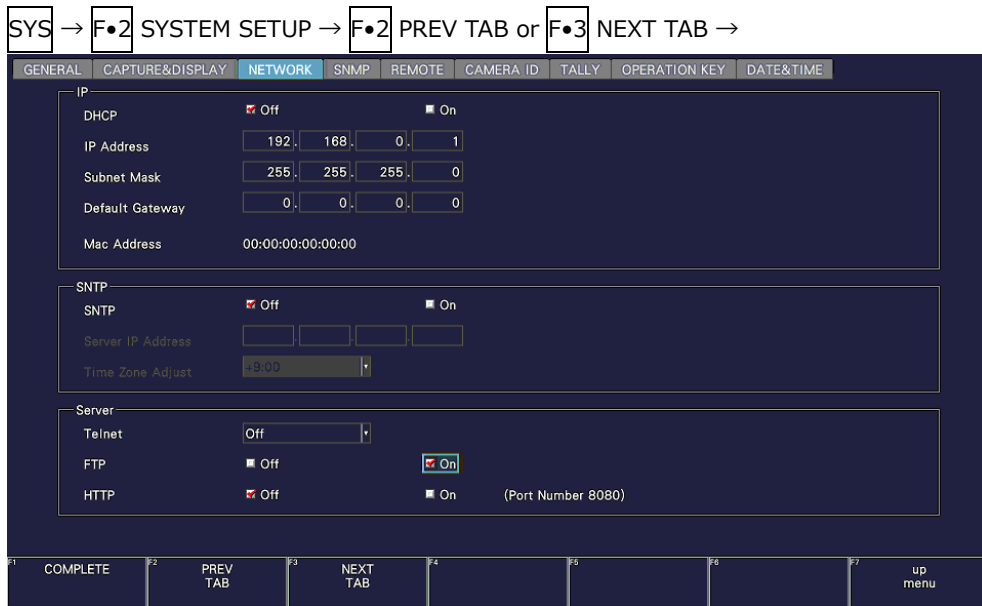 SYS → F•2 SYSTEM SETUP → F•2 PREV TAB or F•3 NEXT TAB →
GENERAL CAPTURE&DISPLAY NETWORK SNMP REMOTE CAMERA ID TALLY OPERATION KEY DATE&TIME
IP
DHCP Off On
IP Address 192. 168. 0. 1
Subnet Mask 255. 255. 255. 0
Default Gateway 0. 0. 0. 0
Mac Address 00:00:00:00:00:00
SNTP
SNTP Off On
Server IP Address . . .
Time Zone Adjust +9:00
Server
Telnet Off
FTP Off On
HTTP Off On (Port Number 8080)
F1 COMPLETE F2 PREV TAB F3 NEXT TAB F4 F5 F6 F7 up menu